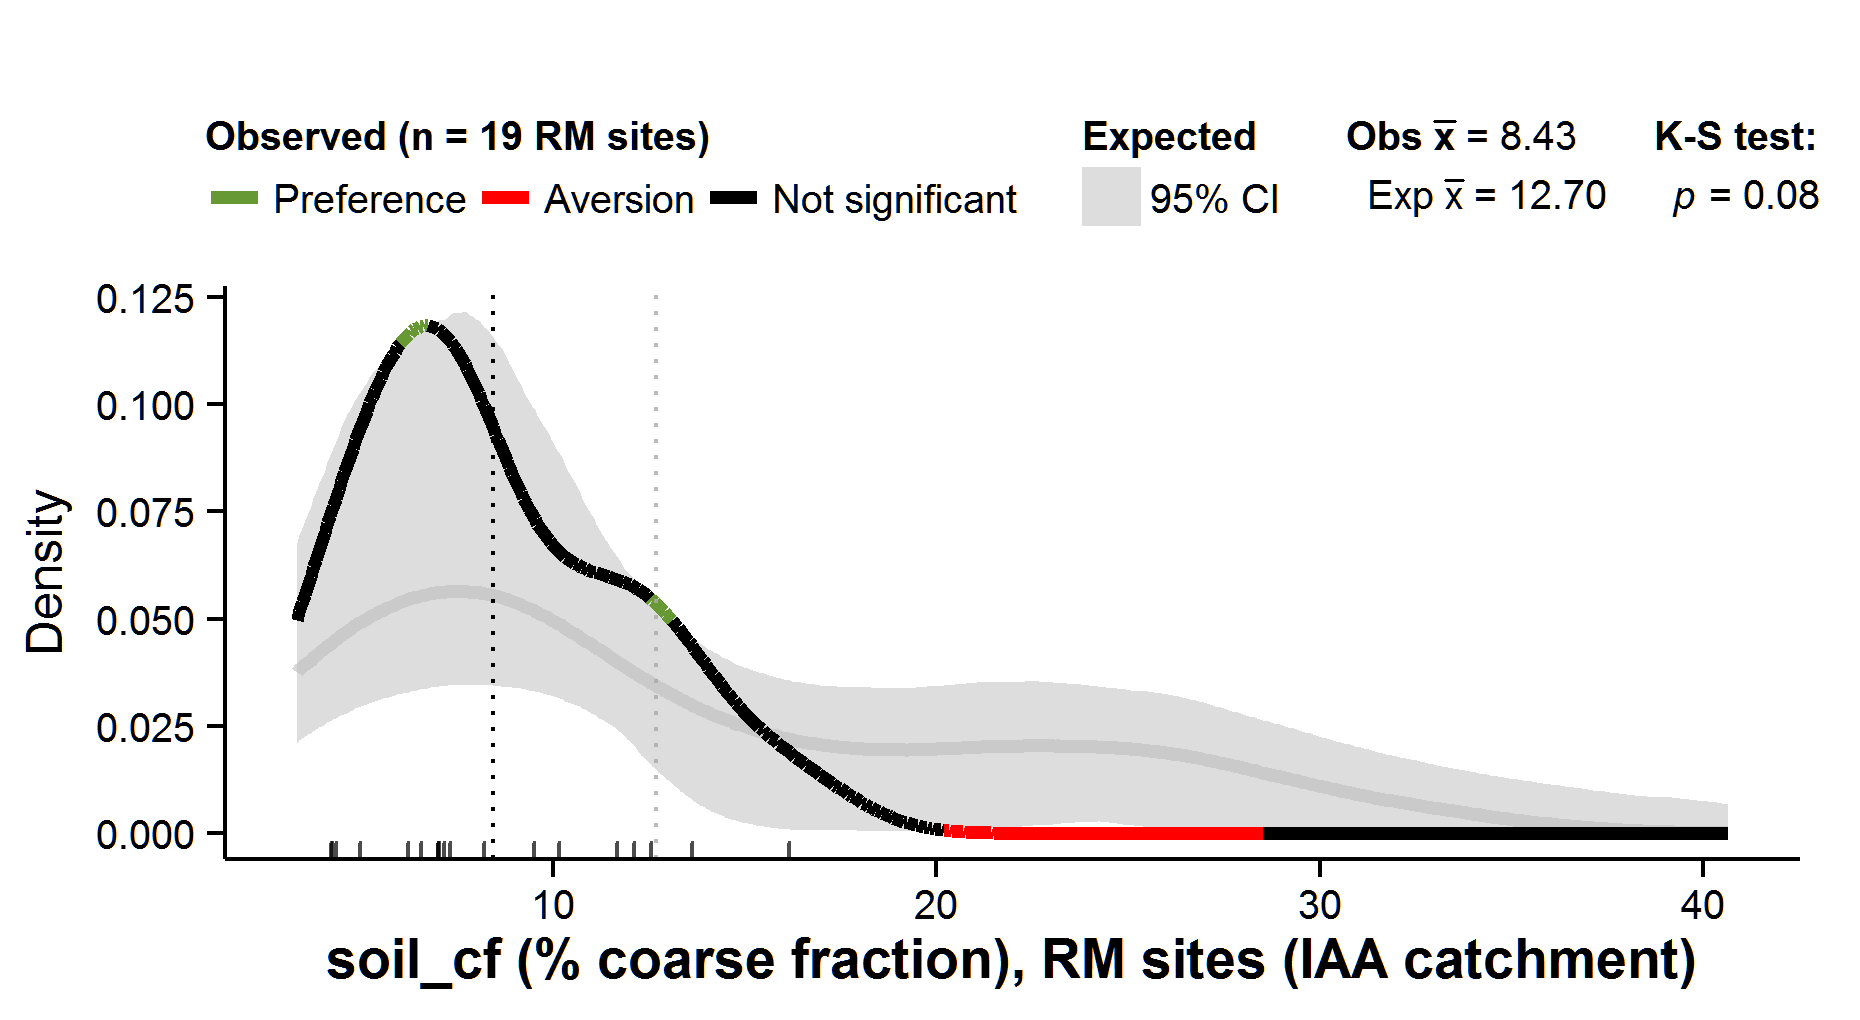 Observed (n = 19 RM sites)
Preference Aversion Not significant
Expected
95% CI
Obs x̅ = 8.43
Exp x̅ = 12.70
K-S test:
p = 0.08
Density
0.125
0.100
0.075
0.050
0.025
0.000
10 20 30 40
soil_cf (% coarse fraction), RM sites (IAA catchment)